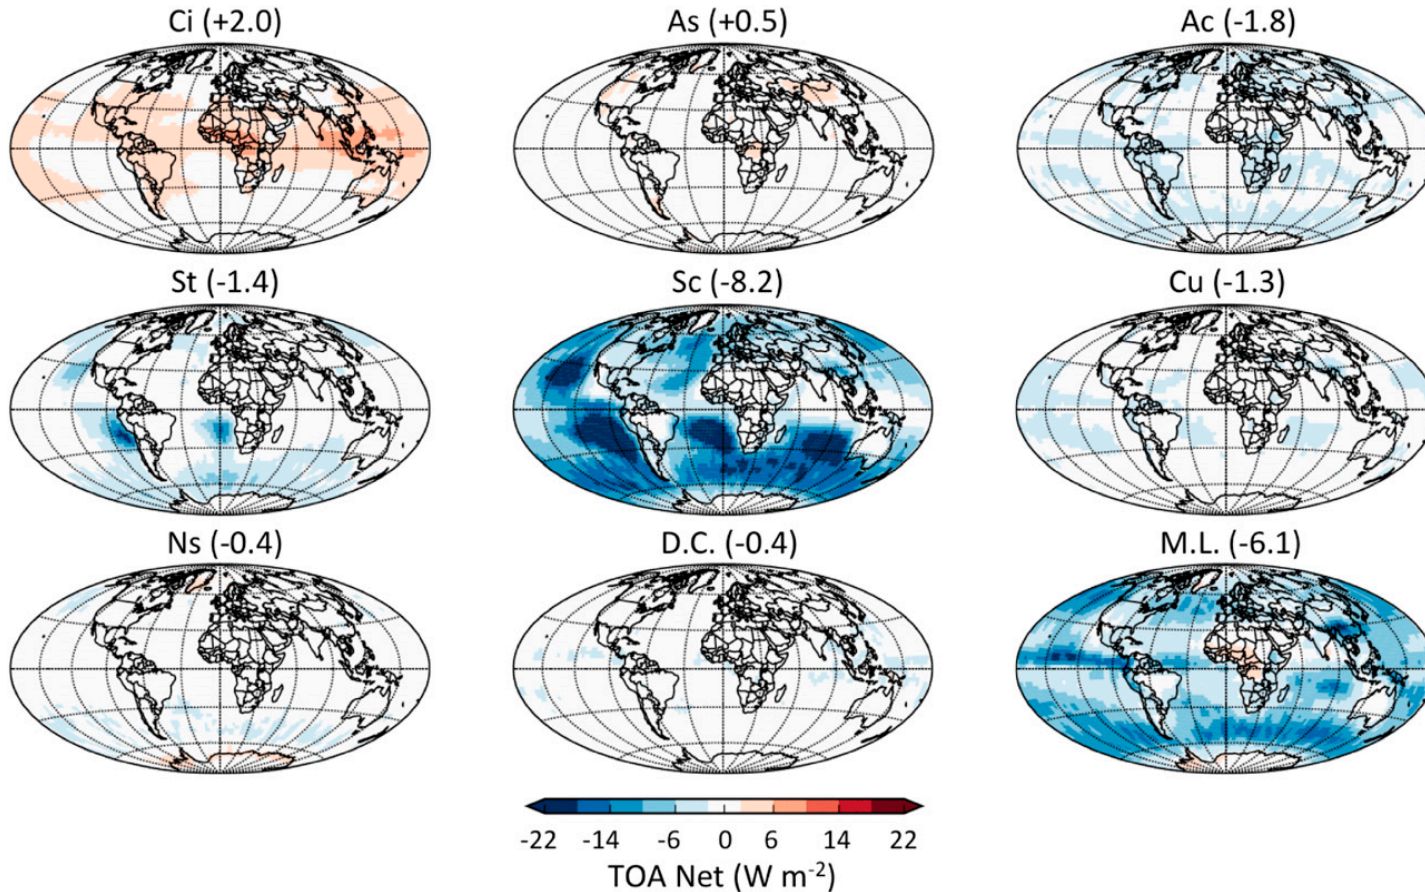 Ci (+2.0) As (+0.5) Ac (-1.8)
St (-1.4) Sc (-8.2) Cu (-1.3)
Ns (-0.4) D.C. (-0.4) M.L. (-6.1)
-22 -14 -6 0 6 14 22
TOA Net (W m⁻²)